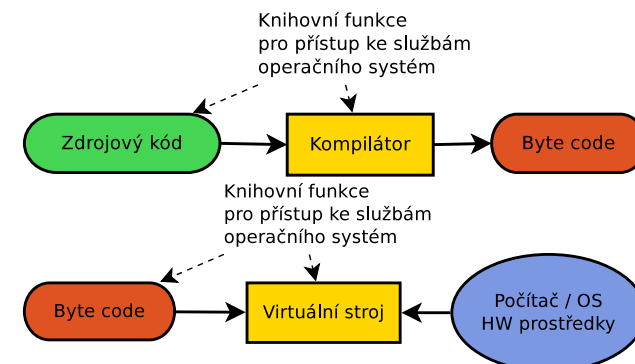 Knihovní funkce
pro přístup ke službám
operačního systém
Zdrojový kód
Kompilátor
Byte code
Knihovní funkce
pro přístup ke službám
operačního systém
Byte code
Virtuální stroj
Počítač / OS
HW prostředky